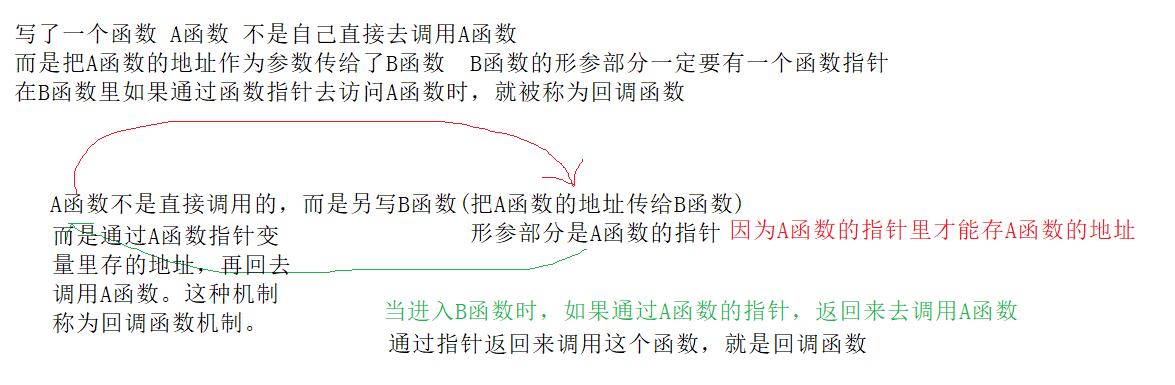 写了一个函数 A函数 不是自己直接去调用A函数
而是把A函数的地址作为参数传给了B函数  B函数的形参部分一定要有一个函数指针
在B函数里如果通过函数指针去访问A函数时，就被称为回调函数
A函数不是直接调用的，而是另写B函数(把A函数的地址传给B函数)
而是通过A函数指针变
量里存的地址，再回去
调用A函数。这种机制
称为回调函数机制。
形参部分是A函数的指针 因为A函数的指针里才能存A函数的地址
当进入B函数时，如果通过A函数的指针，返回来去调用A函数
通过指针返回来调用这个函数，就是回调函数